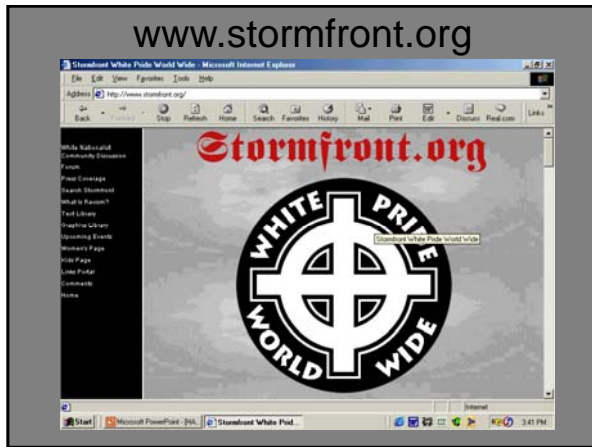 www.stormfront.org
Stormfront White Pride World Wide - Microsoft Internet Explorer
File Edit View Favorites Tools Help
Address http://www.stormfront.org/
Back Forward Stop Refresh Home Search Favorites History Mail Print Edit Discuss Real.com Links
White Nationalist
Community Discussion
Forum
Press Coverage
Search Stormfront
What Is Racism?
Text Library
Graphics Library
Upcoming Events
Women's Page
Kids Page
Links Portal
Comments
Home
Stormfront.org
WHITE PRIDE
Stormfront White Pride World Wide
WORLD WIDE
Internet
Start Microsoft PowerPoint - [HA... Stormfront White Prid... 3:41 PM